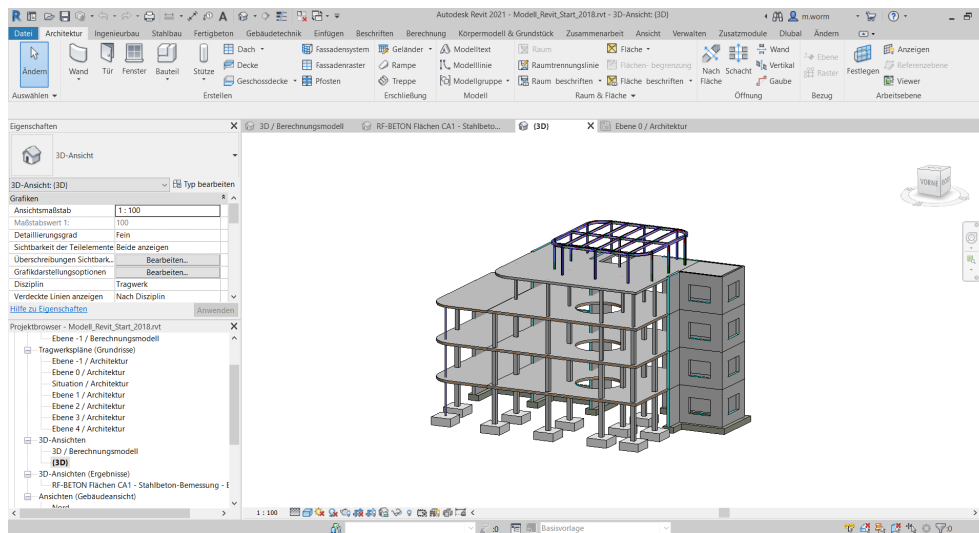 Autodesk Revit 2021 - Modell_Revit_Start_2018.rvt - 3D-Ansicht: {3D}
m.worm
Datei Architektur Ingenieurbau Stahlbau Fertigbeton Gebäudetechnik Einfügen Beschriften Berechnung Körpermodell & Grundstück Zusammenarbeit Ansicht Verwalten Zusatzmodule Dlubal Ändern
Ändern Wand Tür Fenster Bauteil Stütze
Dach Fassadensystem Geländer Modelltext Raum Fläche Wand Anzeigen
Decke Fassadenraster Rampe Modelllinie Raumtrennungslinie Flächen- begrenzung Vertikal Ebene Referenzebene
Geschossdecke Pfosten Treppe Modellgruppe Raum beschriften Fläche beschriften Nach Fläche Schacht Gaube Raster Festlegen Viewer
Auswählen Erstellen Erschließung Modell Raum & Fläche Öffnung Bezug Arbeitsebene
Eigenschaften
3D / Berechnungsmodell RF-BETON Flächen CA1 - Stahlbeto... {3D} Ebene 0 / Architektur
3D-Ansicht
3D-Ansicht: {3D} Typ bearbeiten
Grafiken
Ansichtsmaßstab 1 : 100
Maßstabswert 1: 100
Detaillierungsgrad Fein
Sichtbarkeit der Teilelemente Beide anzeigen
Überschreibungen Sichtbark... Bearbeiten...
Grafikdarstellungsoptionen Bearbeiten...
Disziplin Tragwerk
Verdeckte Linien anzeigen Nach Disziplin
Hilfe zu Eigenschaften Anwenden
VORNE
Projektbrowser - Modell_Revit_Start_2018.rvt
Ebene -1 / Berechnungsmodell
Tragwerkspläne (Grundrisse)
Ebene -1 / Architektur
Ebene 0 / Architektur
Situation / Architektur
Ebene 1 / Architektur
Ebene 2 / Architektur
Ebene 3 / Architektur
Ebene 4 / Architektur
3D-Ansichten
3D / Berechnungsmodell
{3D}
3D-Ansichten (Ergebnisse)
RF-BETON Flächen CA1 - Stahlbeton-Bemessung - E
Ansichten (Gebäudeansicht)
Nord
1 : 100
:0 Basisvorlage :0